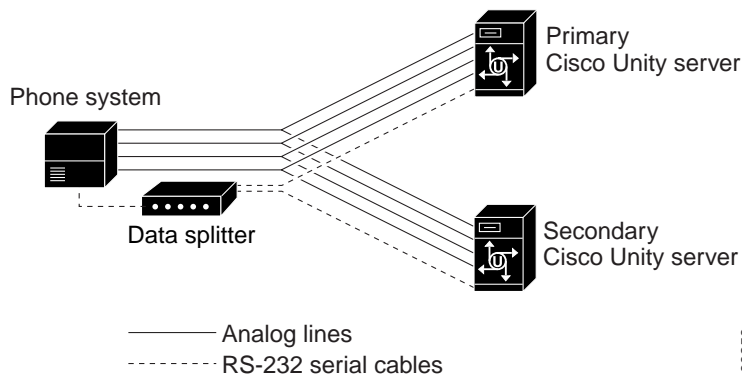 Primary
Cisco Unity server
Phone system
Data splitter
Secondary
Cisco Unity server
Analog lines
RS-232 serial cables